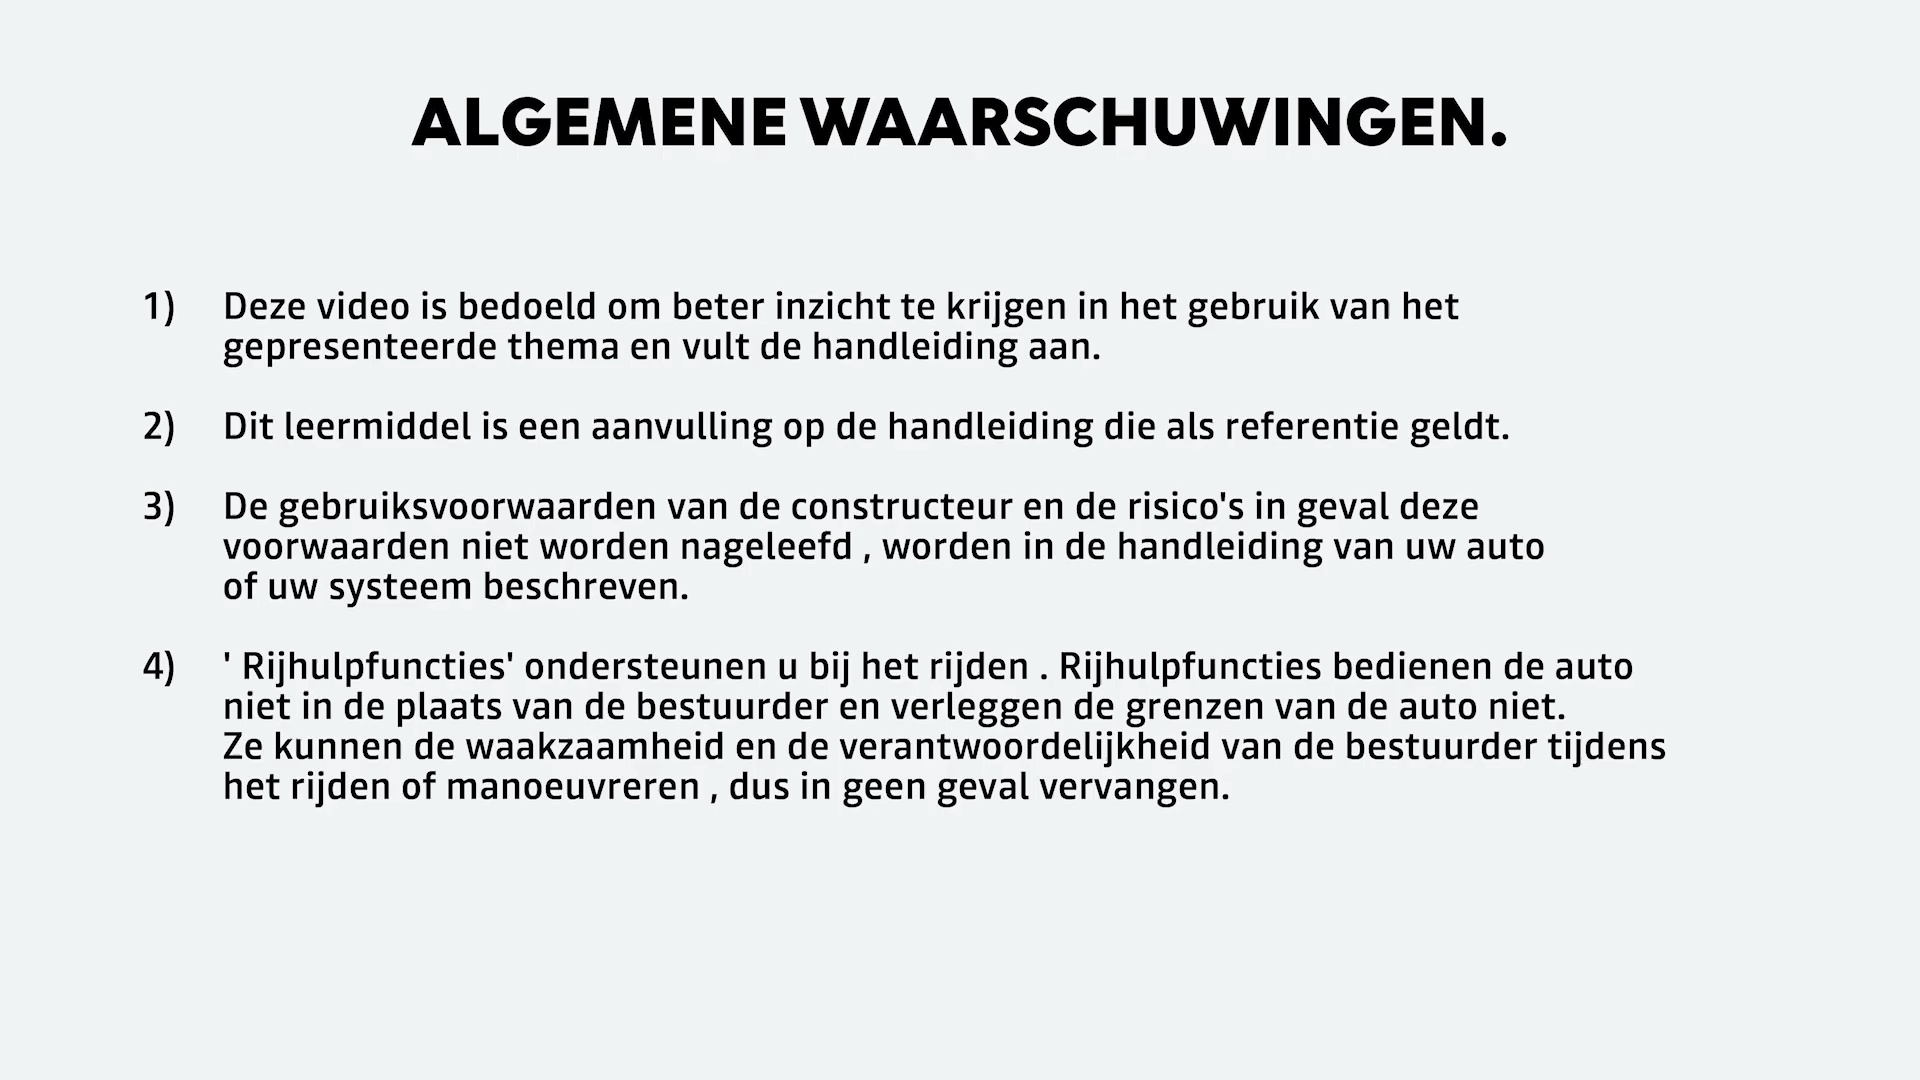 ALGEMENE WAARSCHUWINGEN.
1) Deze video is bedoeld om beter inzicht te krijgen in het gebruik van het
gepresenteerde thema en vult de handleiding aan.
2) Dit leermiddel is een aanvulling op de handleiding die als referentie geldt.
3) De gebruiksvoorwaarden van de constructeur en de risico's in geval deze
voorwaarden niet worden nageleefd , worden in de handleiding van uw auto
of uw systeem beschreven.
4) ' Rijhulpfuncties' ondersteunen u bij het rijden . Rijhulpfuncties bedienen de auto
niet in de plaats van de bestuurder en verleggen de grenzen van de auto niet.
Ze kunnen de waakzaamheid en de verantwoordelijkheid van de bestuurder tijdens
het rijden of manoeuvreren , dus in geen geval vervangen.